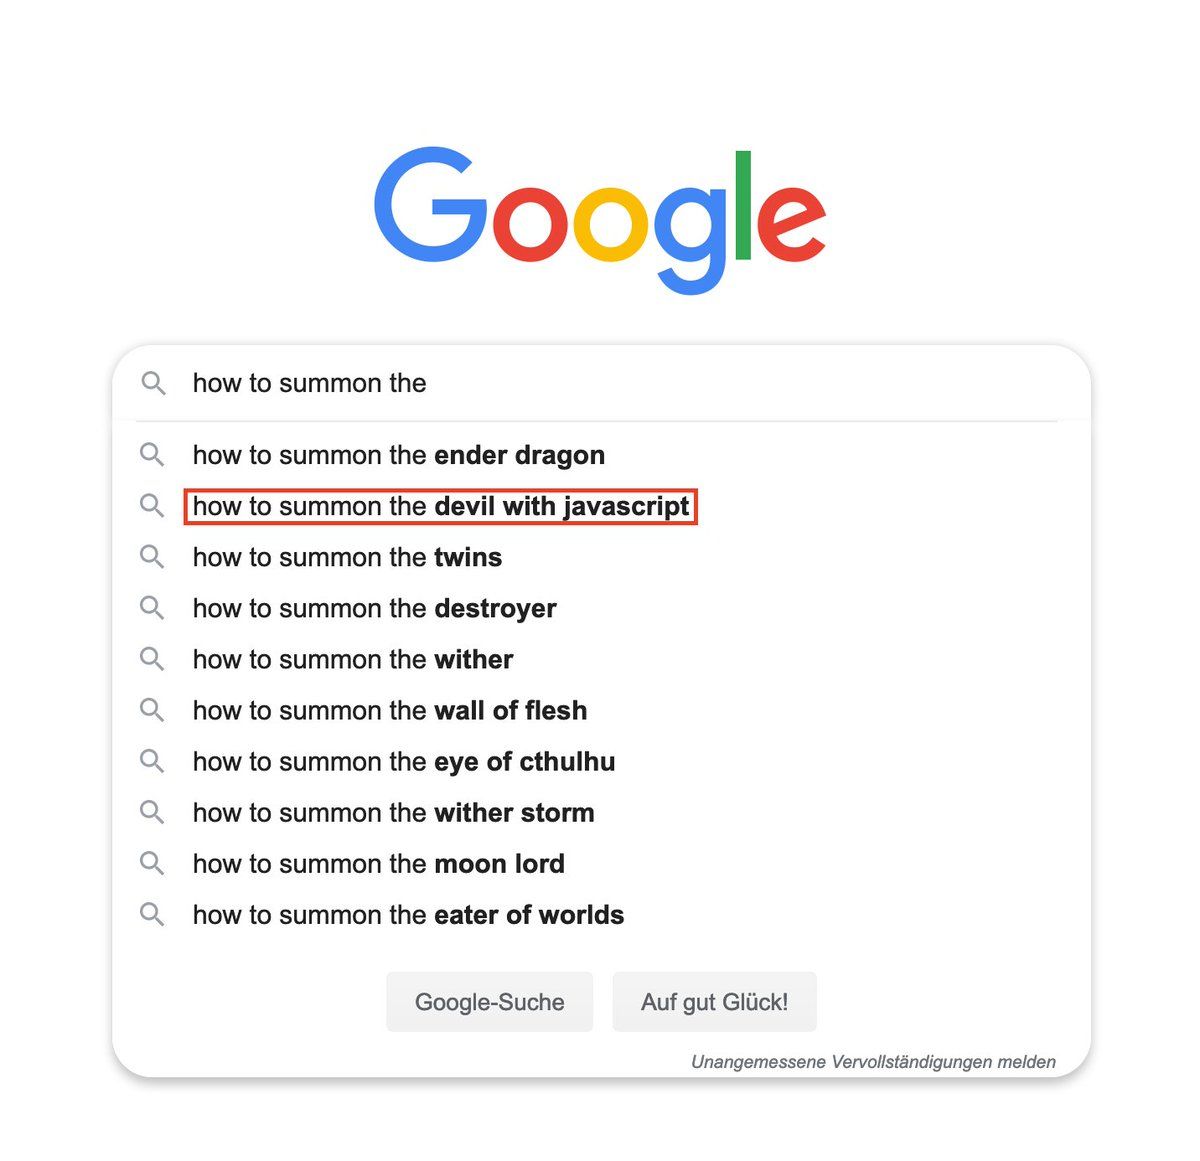 Google
how to summon the
how to summon the ender dragon
how to summon the devil with javascript
how to summon the twins
how to summon the destroyer
how to summon the wither
how to summon the wall of flesh
how to summon the eye of cthulhu
how to summon the wither storm
how to summon the moon lord
how to summon the eater of worlds
Google-Suche Auf gut Glück!
Unangemessene Vervollständigungen melden